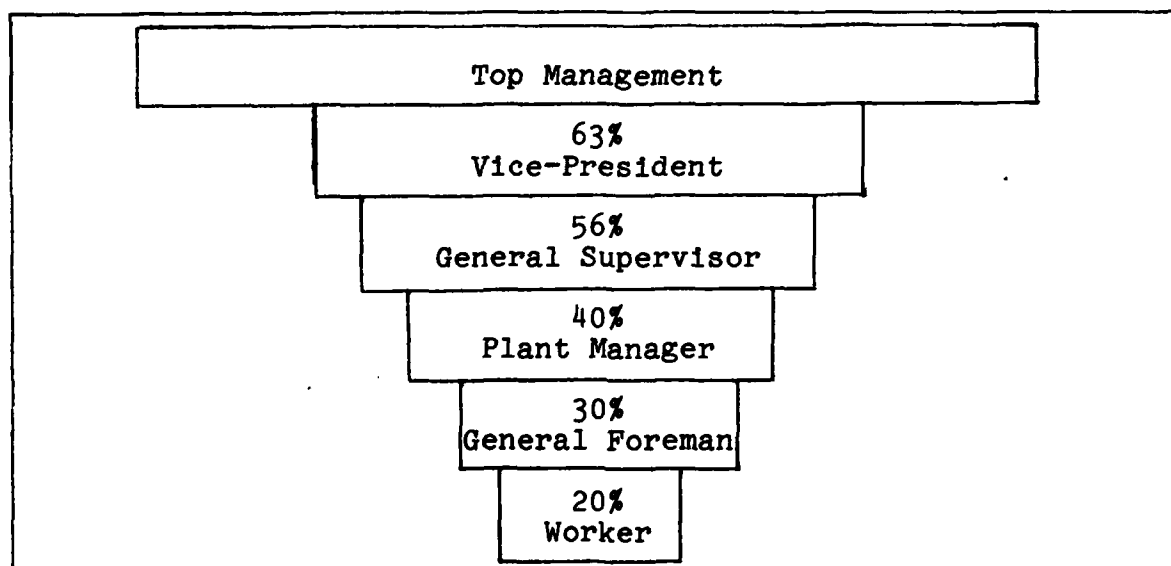 Top Management
63%
Vice-President
56%
General Supervisor
40%
Plant Manager
30%
General Foreman
20%
Worker